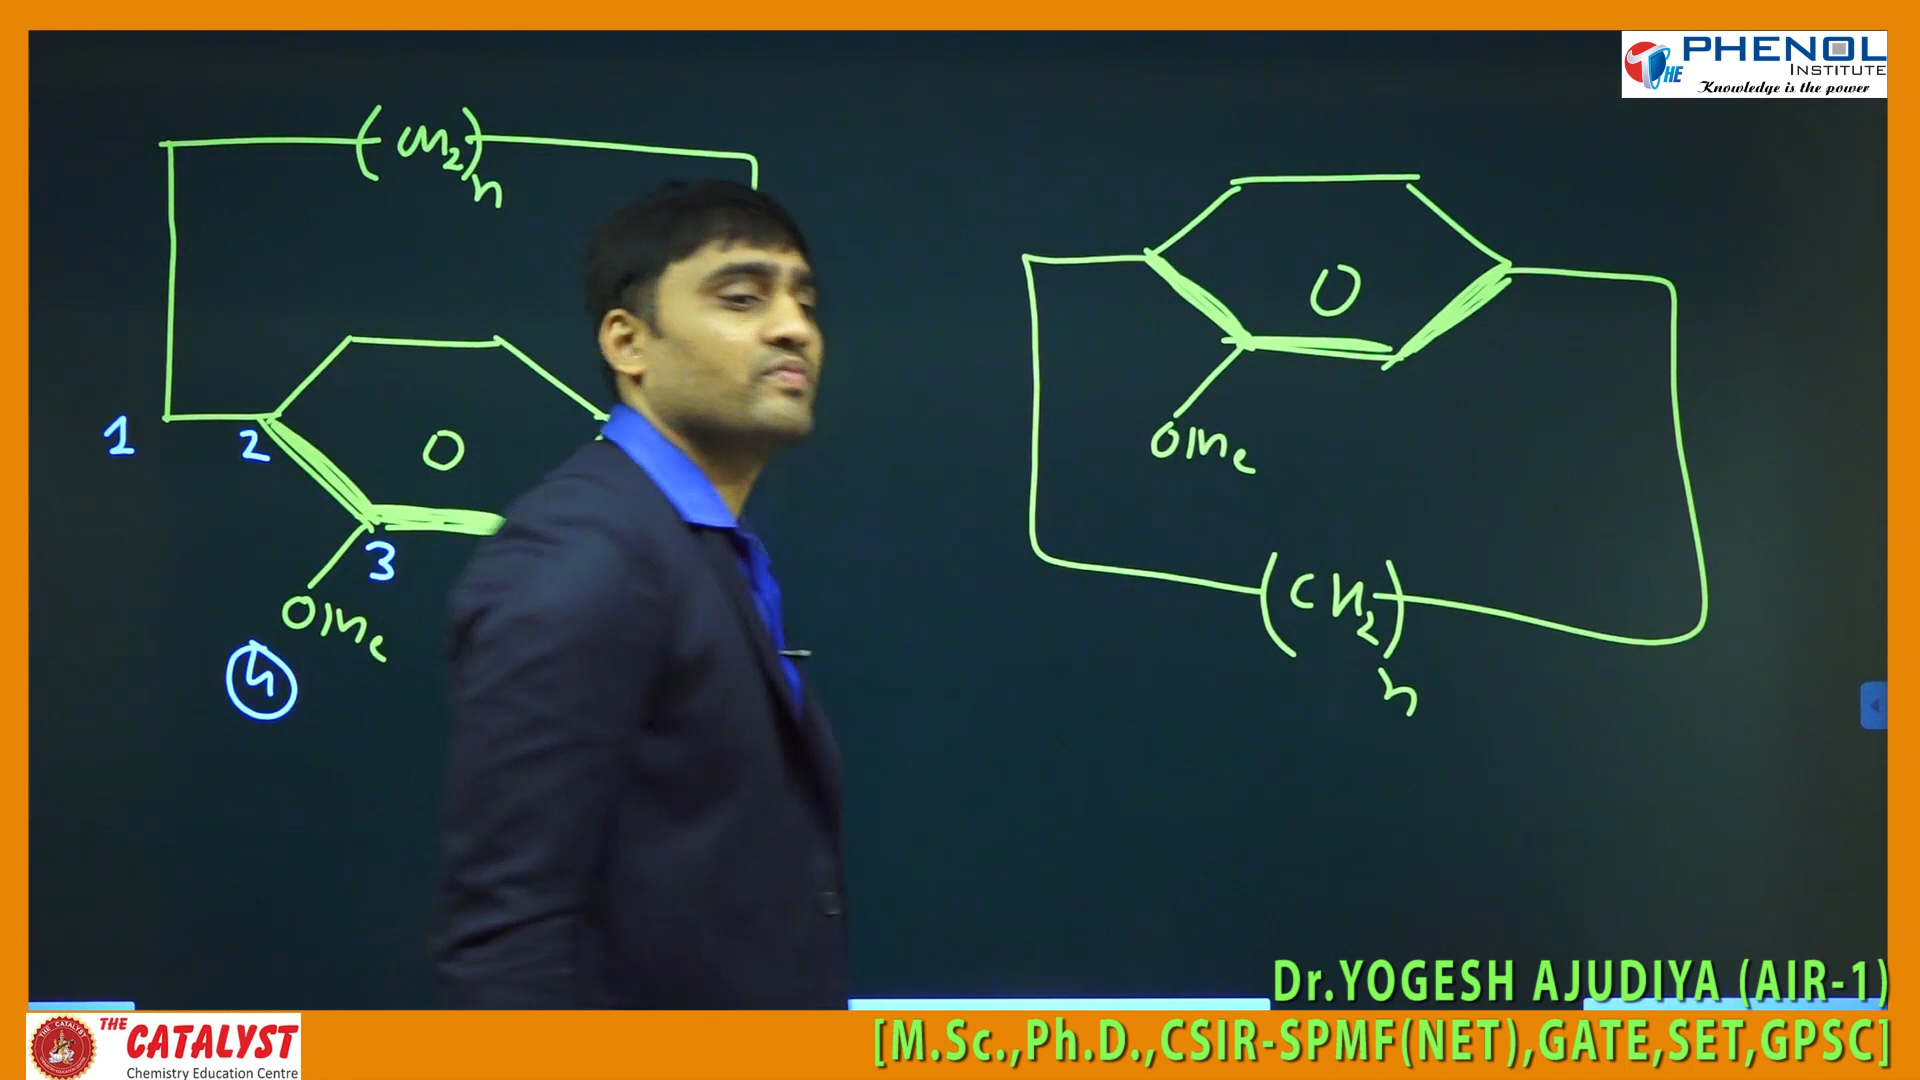 THE PHENOL
INSTITUTE
Knowledge is the power
(CH2)n
O
1
2
3
OMe
4
O
OMe
(CH2)n
Dr.YOGESH AJUDIYA (AIR-1)
[M.Sc.,Ph.D.,CSIR-SPMF(NET),GATE,SET,GPSC]
THE CATALYST
Chemistry Education Centre